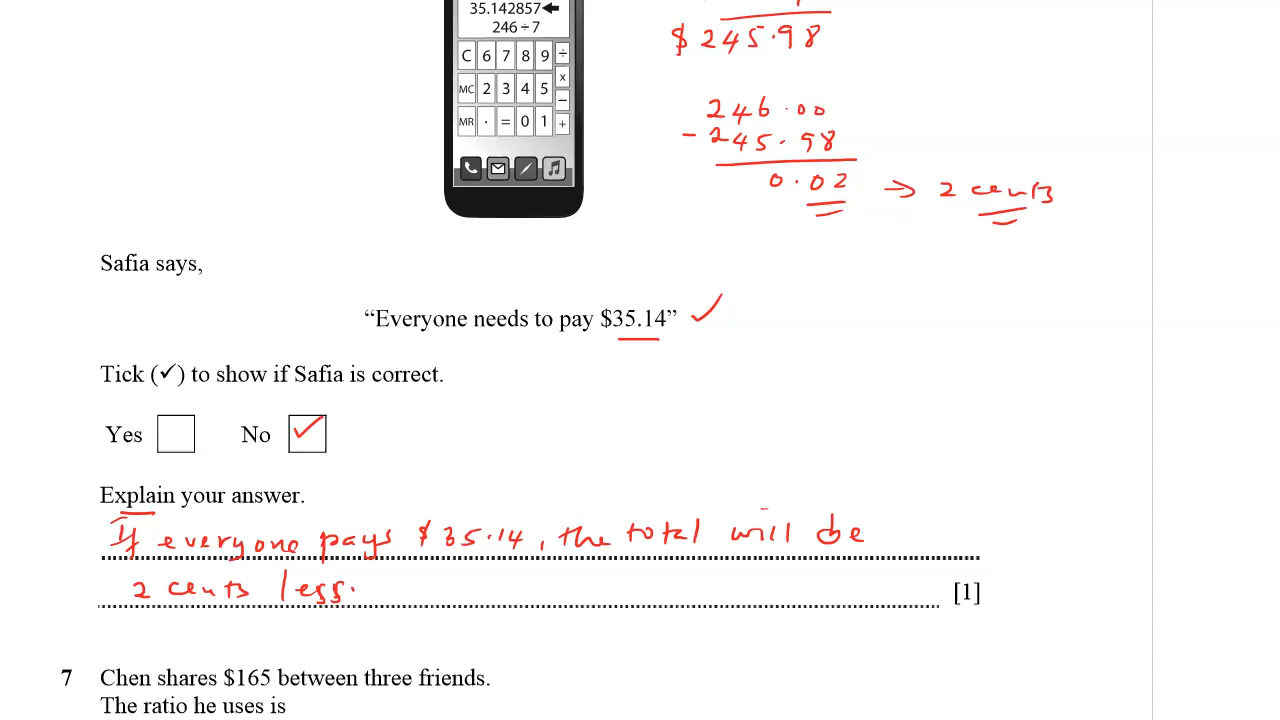 35.142857
246 ÷ 7
C 6 7 8 9 ÷
x
MC 2 3 4 5
−
MR · = 0 1 +
$ 245.98
246.00
- 245.98
0.02 ⇒ 2 cents
Safia says,
“Everyone needs to pay $35.14” ✓
Tick (✓) to show if Safia is correct.
Yes No ✓
Explain your answer.
If everyone pays $ 35.14, the total will be
2 cents less.
[1]
7 Chen shares $165 between three friends.
The ratio he uses is